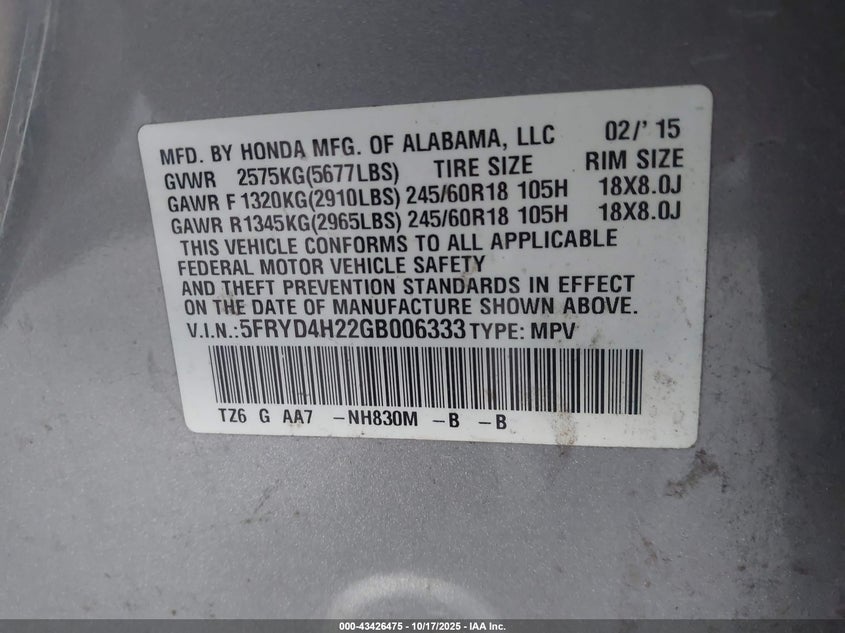 MFD. BY HONDA MFG. OF ALABAMA, LLC 02/' 15
GVWR 2575KG(5677LBS) TIRE SIZE RIM SIZE
GAWR F 1320KG(2910LBS) 245/60R18 105H 18X8.0J
GAWR R1345KG(2965LBS) 245/60R18 105H 18X8.0J
THIS VEHICLE CONFORMS TO ALL APPLICABLE
FEDERAL MOTOR VEHICLE SAFETY
AND THEFT PREVENTION STANDARDS IN EFFECT
ON THE DATE OF MANUFACTURE SHOWN ABOVE.
V.I.N.:5FRYD4H22GB006333 TYPE: MPV
TZ6 G AA7 -NH830M -B -B
000-43426475 - 10/17/2025 - IAA Inc.